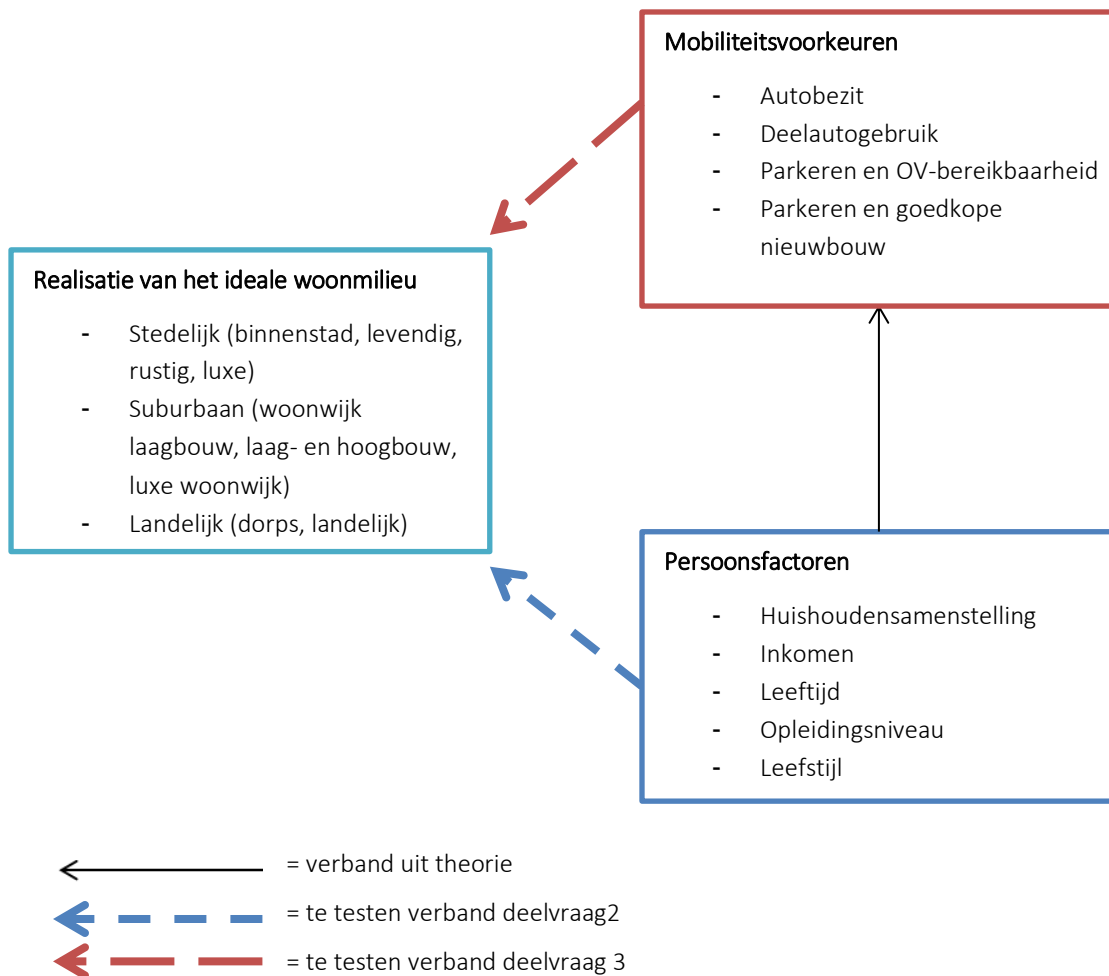 Mobiliteitsvoorkeuren
- Autobezit
- Deelautogebruik
- Parkeren en OV-bereikbaarheid
- Parkeren en goedkope
nieuwbouw
Realisatie van het ideale woonmilieu
- Stedelijk (binnenstad, levendig,
rustig, luxe)
- Suburbaan (woonwijk
laagbouw, laag- en hoogbouw,
luxe woonwijk)
- Landelijk (dorps, landelijk)
Persoonsfactoren
- Huishoudensamenstelling
- Inkomen
- Leeftijd
- Opleidingsniveau
- Leefstijl
= verband uit theorie
= te testen verband deelvraag2
= te testen verband deelvraag 3